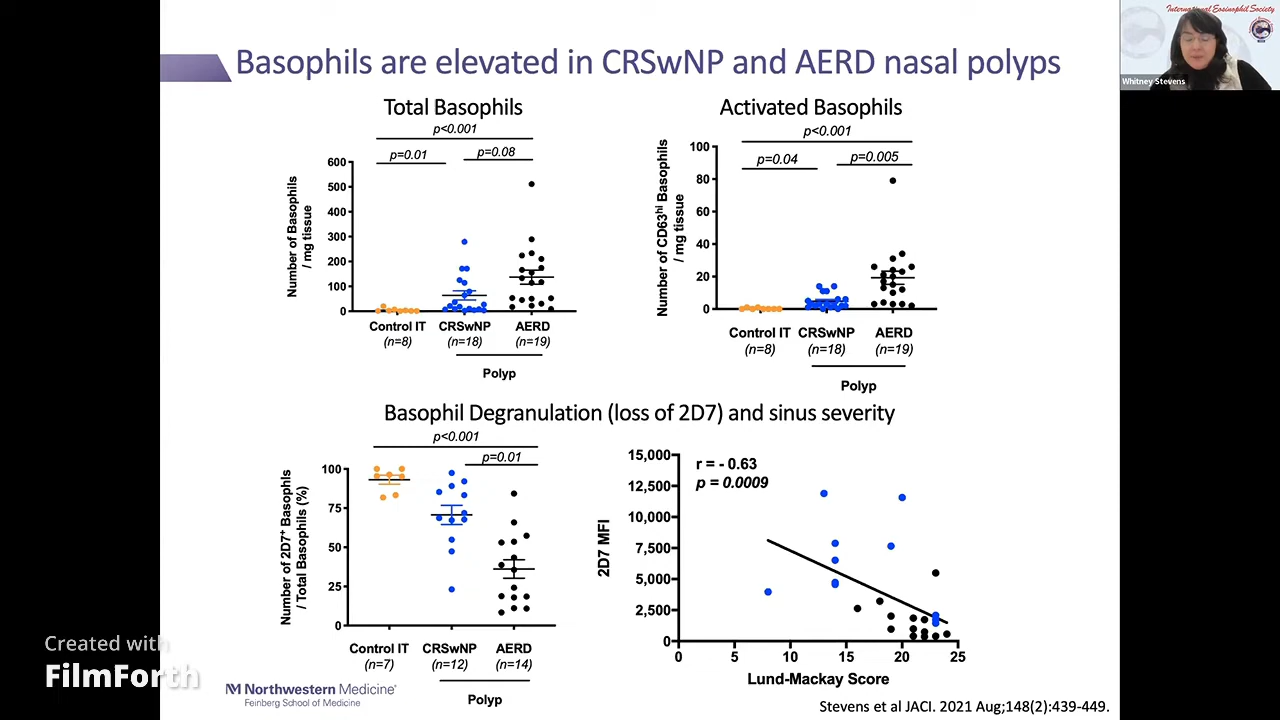 International Eosinophil Society
Whitney Stevens
Basophils are elevated in CRSwNP and AERD nasal polyps
Total Basophils
p<0.001
p=0.01
p=0.08
Number of Basophils
/ mg tissue
600
500
400
300
200
100
0
Control IT
CRSwNP
AERD
(n=8)
(n=18)
(n=19)
Polyp
Activated Basophils
p<0.001
p=0.04
p=0.005
Number of CD63hi Basophils
/ mg tissue
100
80
60
40
20
0
Control IT
CRSwNP
AERD
(n=8)
(n=18)
(n=19)
Polyp
Basophil Degranulation (loss of 2D7) and sinus severity
p<0.001
p=0.01
Number of 2D7+ Basophils
/ Total Basophils (%)
100
75
50
25
0
Control IT
CRSwNP
AERD
(n=7)
(n=12)
(n=14)
Polyp
r = - 0.63
p = 0.0009
2D7 MFI
15,000
12,500
10,000
7,500
5,000
2,500
0
0
5
10
15
20
25
Lund-Mackay Score
Created with
FilmForth
Northwestern Medicine®
Feinberg School of Medicine
Stevens et al JACI. 2021 Aug;148(2):439-449.